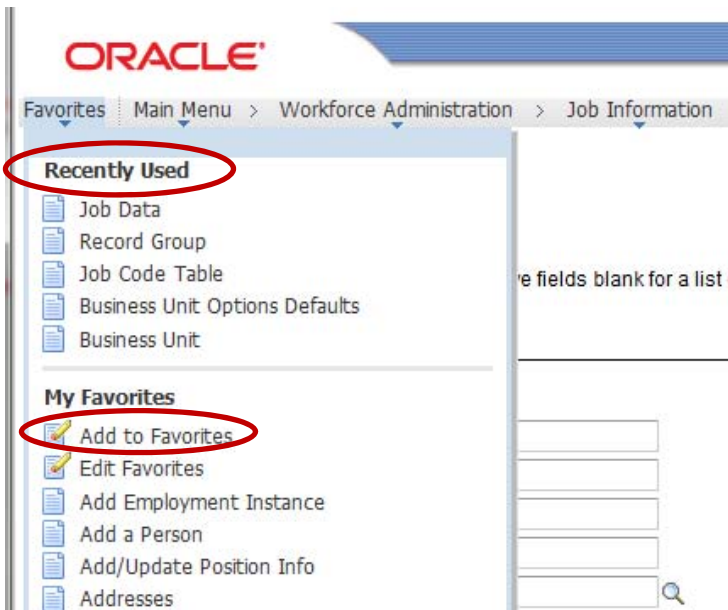 ORACLE
Favorites Main Menu > Workforce Administration > Job Information
Recently Used
Job Data
Record Group
Job Code Table
fields blank for a list
Business Unit Options Defaults
Business Unit
My Favorites
Add to Favorites
Edit Favorites
Add Employment Instance
Add a Person
Add/Update Position Info
Addresses